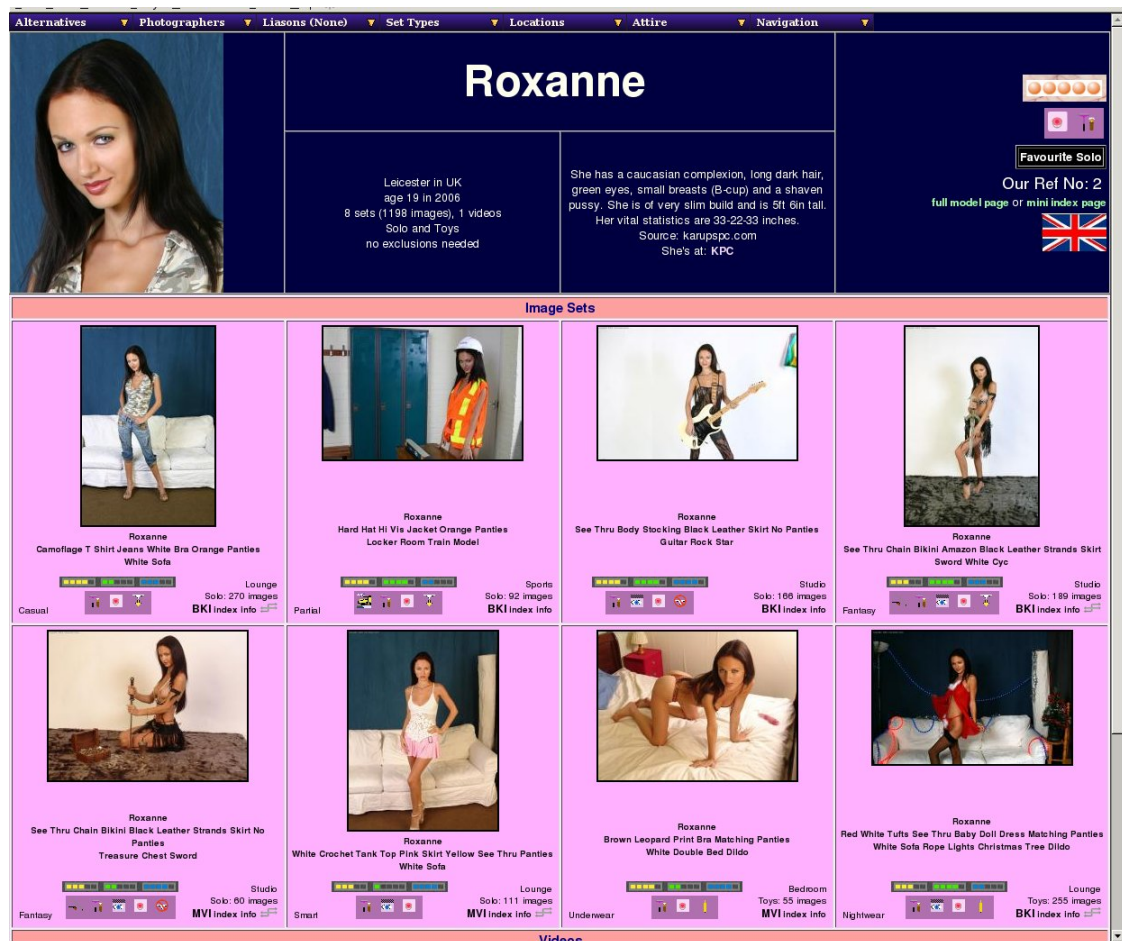 Alternatives
Photographers
Liasons (None)
Set Types
Locations
Attire
Navigation
Roxanne
Leicester in UK
age 19 in 2006
8 sets (1198 images), 1 videos
Solo and Toys
no exclusions needed
She has a caucasian complexion, long dark hair,
green eyes, small breasts (B-cup) and a shaven
pussy. She is of very slim build and is 5ft 6in tall.
Her vital statistics are 33-22-33 inches.
Source: karupspc.com
She's at: KPC
Favourite Solo
Our Ref No: 2
full model page or mini index page
Image Sets
Roxanne
Camoflage T Shirt Jeans White Bra Orange Panties
White Sofa
Lounge
Solo: 270 images
Casual
BKI index info
Roxanne
Hard Hat Hi Vis Jacket Orange Panties
Locker Room Train Model
Sports
Solo: 92 images
Partial
BKI index info
Roxanne
See Thru Body Stocking Black Leather Skirt No Panties
Guitar Rock Star
Studio
Solo: 166 images
BKI index info
Roxanne
See Thru Chain Bikini Amazon Black Leather Strands Skirt
Sword White Cyc
Studio
Solo: 189 images
Fantasy
BKI index info
Roxanne
See Thru Chain Bikini Black Leather Strands Skirt No
Panties
Treasure Chest Sword
Studio
Solo: 60 images
Fantasy
MVI index info
Roxanne
White Crochet Tank Top Pink Skirt Yellow See Thru Panties
White Sofa
Lounge
Solo: 111 images
Smart
MVI index info
Roxanne
Brown Leopard Print Bra Matching Panties
White Double Bed Dildo
Bedroom
Toys: 55 images
Underwear
MVI index info
Roxanne
Red White Tufts See Thru Baby Doll Dress Matching Panties
White Sofa Rope Lights Christmas Tree Dildo
Lounge
Toys: 255 images
Nightwear
BKI index info
Videos